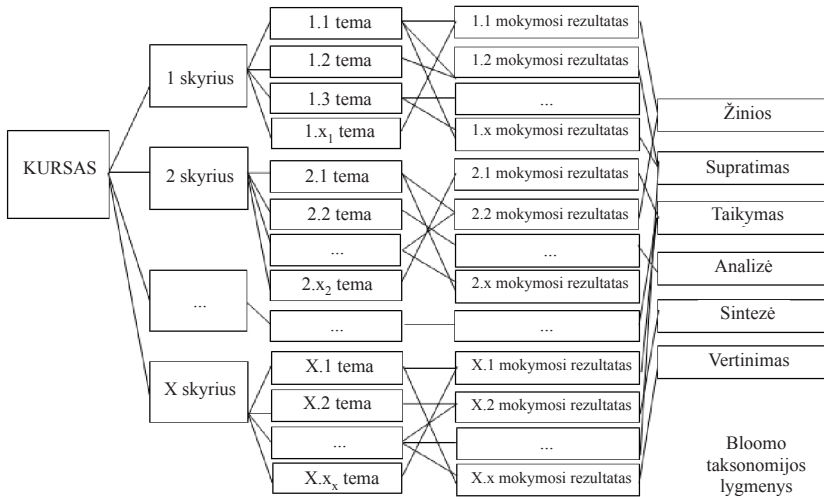 KURSAS
1 skyrius
2 skyrius
...
X skyrius
1.1 tema
1.2 tema
1.3 tema
1.x₁ tema
2.1 tema
2.2 tema
...
2.x₂ tema
...
X.1 tema
X.2 tema
...
X.xₓ tema
1.1 mokymosi rezultatas
1.2 mokymosi rezultatas
...
1.x mokymosi rezultatas
2.1 mokymosi rezultatas
2.2 mokymosi rezultatas
...
2.x mokymosi rezultatas
...
X.1 mokymosi rezultatas
X.2 mokymosi rezultatas
...
X.x mokymosi rezultatas
Žinios
Supratimas
Taikymas
Analizė
Sintezė
Vertinimas
Bloomo
taksonomijos
lygmenys